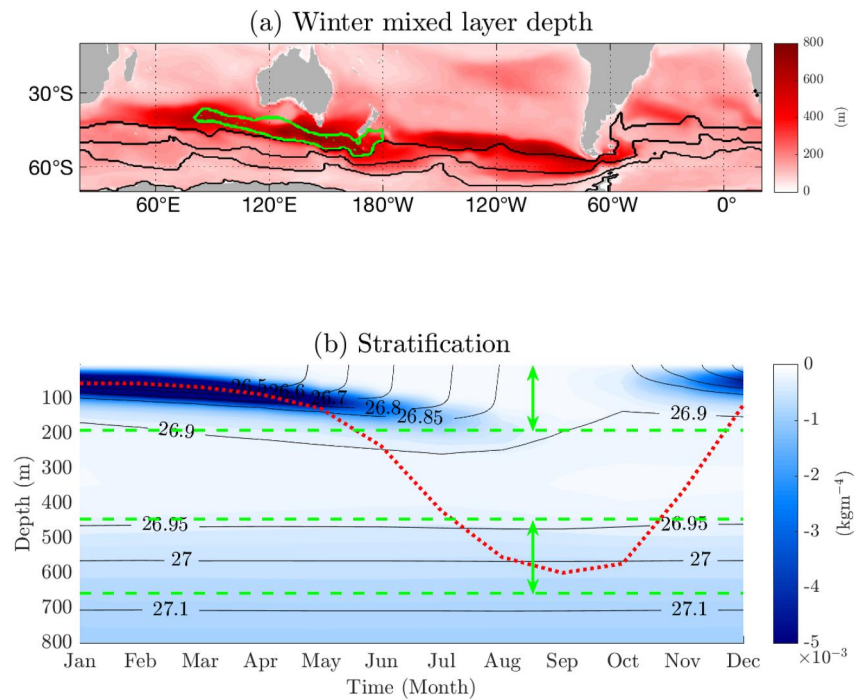 (a) Winter mixed layer depth
30°S
60°S
60°E 120°E 180°W 120°W 60°W 0°
800
600
400
200
0
(m)
(b) Stratification
100
200
300
400
500
600
700
800
Depth (m)
26.5
26.6
26.7
26.8
26.85
26.9 26.9
26.95 26.95
27 27
27.1 27.1
Jan Feb Mar Apr May Jun Jul Aug Sep Oct Nov Dec
Time (Month)
0
-1
-2
-3
-4
-5
×10⁻³
(kgm⁻⁴)